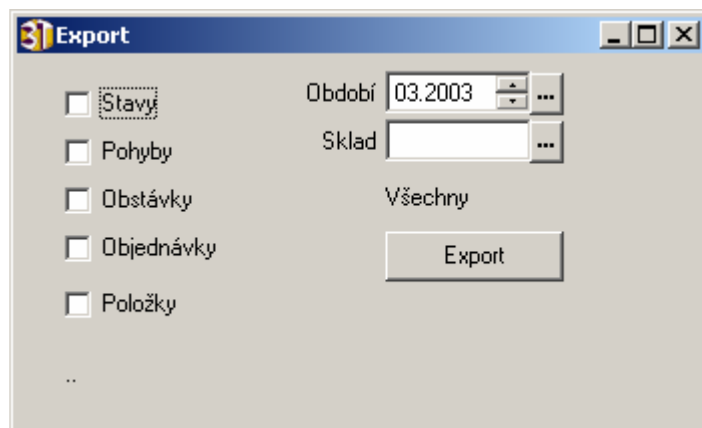 Export
Stavy
Pohyby
Obstávky
Objednávky
Položky
..
Období 03.2003 ...
Sklad ...
Všechny
Export